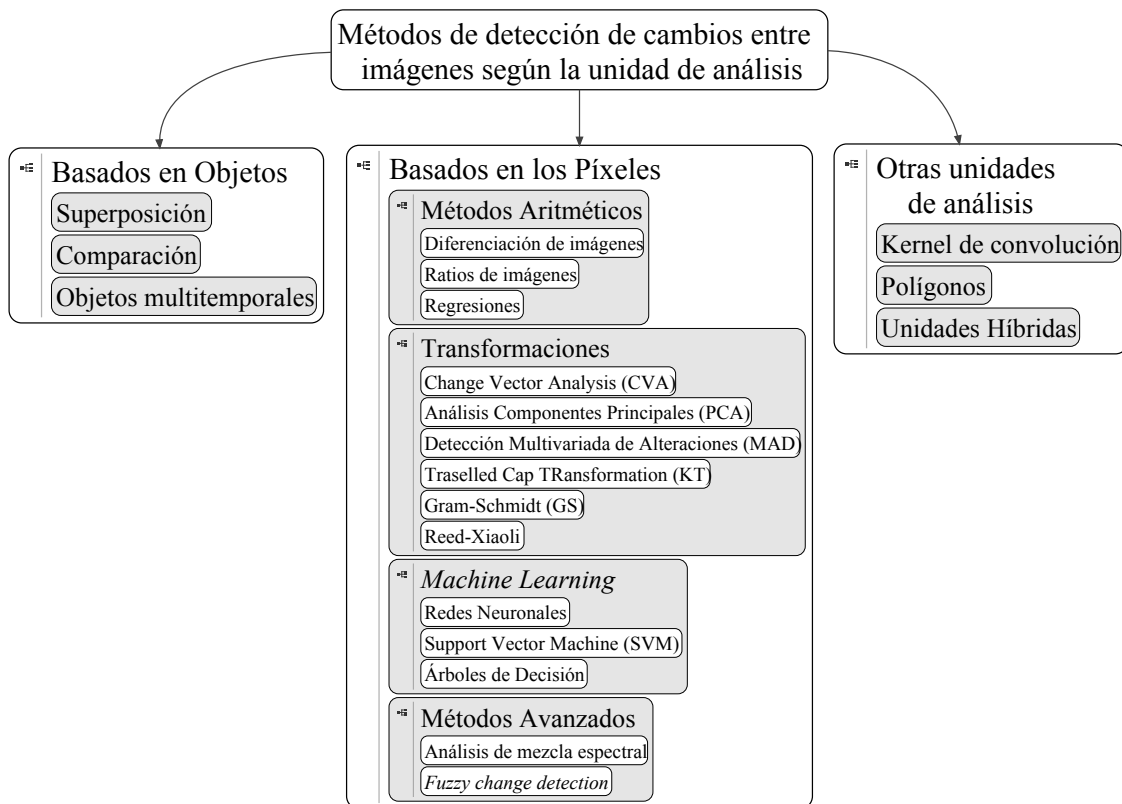 Métodos de detección de cambios entre
imágenes según la unidad de análisis
Basados en Objetos
Superposición
Comparación
Objetos multitemporales
Basados en los Píxeles
Métodos Aritméticos
Diferenciación de imágenes
Ratios de imágenes
Regresiones
Transformaciones
Change Vector Analysis (CVA)
Análisis Componentes Principales (PCA)
Detección Multivariada de Alteraciones (MAD)
Traselled Cap TRansformation (KT)
Gram-Schmidt (GS)
Reed-Xiaoli
Machine Learning
Redes Neuronales
Support Vector Machine (SVM)
Árboles de Decisión
Métodos Avanzados
Análisis de mezcla espectral
Fuzzy change detection
Otras unidades
de análisis
Kernel de convolución
Polígonos
Unidades Híbridas